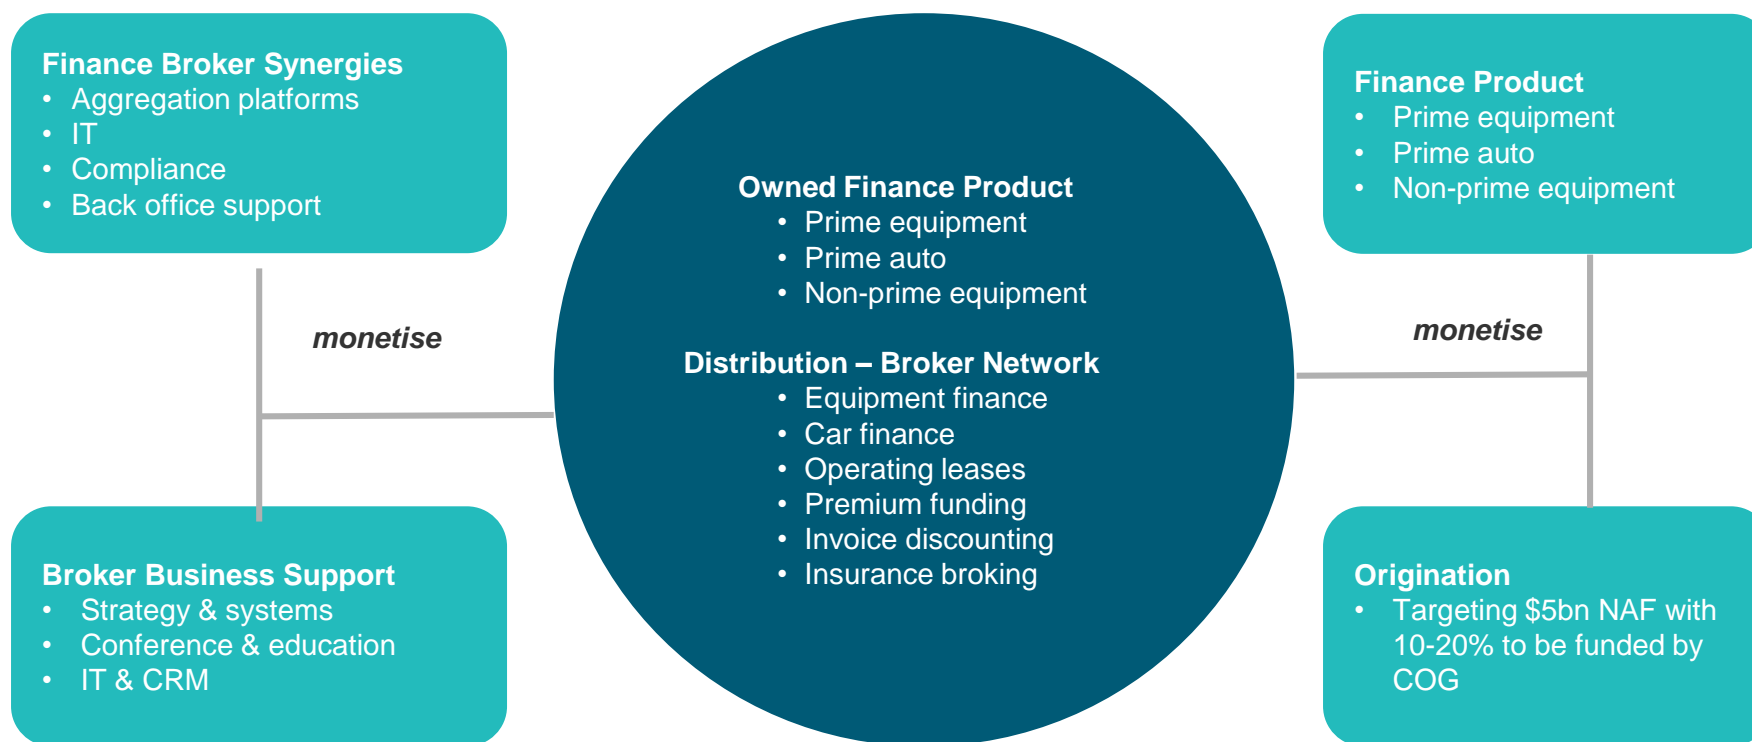 Finance Broker Synergies
• Aggregation platforms
• IT
• Compliance
• Back office support
monetise
Broker Business Support
• Strategy & systems
• Conference & education
• IT & CRM
Owned Finance Product
• Prime equipment
• Prime auto
• Non-prime equipment
Distribution – Broker Network
• Equipment finance
• Car finance
• Operating leases
• Premium funding
• Invoice discounting
• Insurance broking
Finance Product
• Prime equipment
• Prime auto
• Non-prime equipment
monetise
Origination
• Targeting $5bn NAF with
10-20% to be funded by
COG